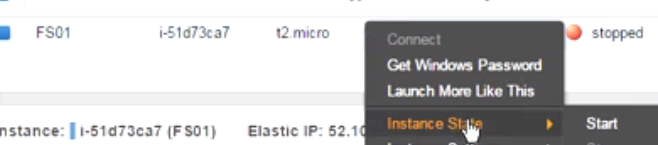 FS01 i-51d73ca7 t2.micro stopped
Connect
Get Windows Password
Launch More Like This
Instance State Start
nstance: i-51d73ca7 (FS01) Elastic IP: 52.10